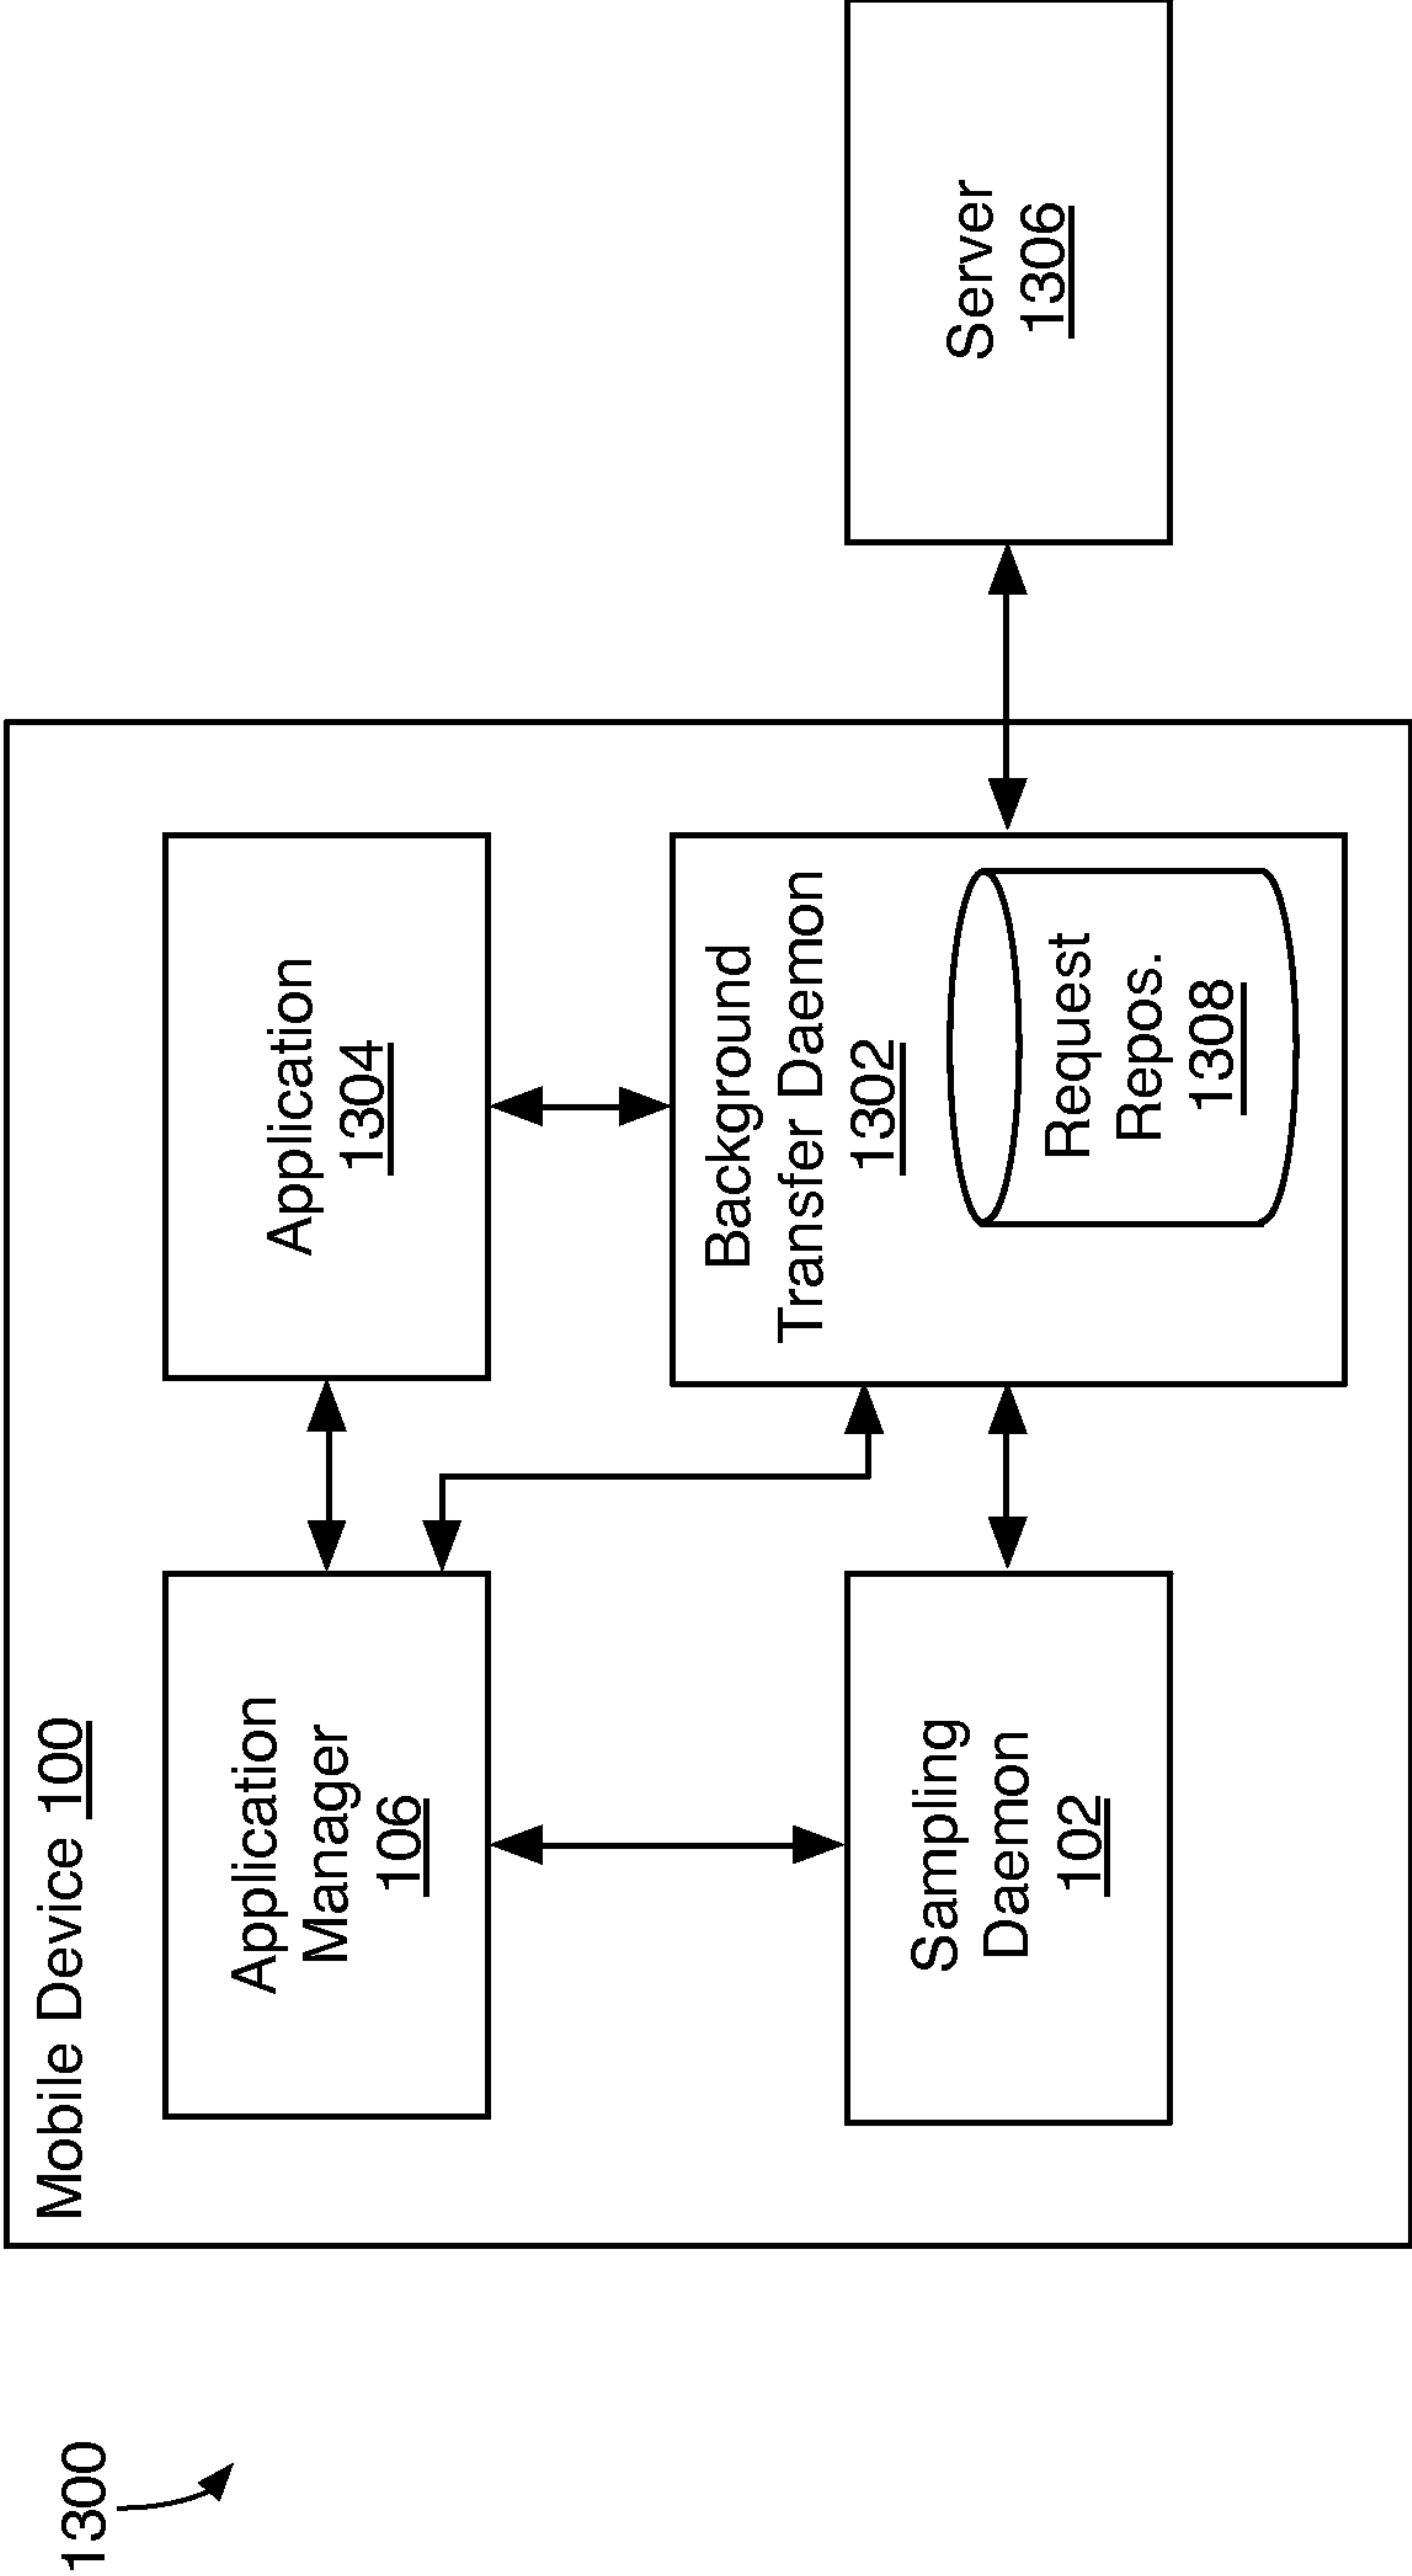 1300
Mobile Device 100
Application
Manager
106
Application
1304
Sampling
Daemon
102
Background
Transfer Daemon
1302
Request
Repos.
1308
Server
1306